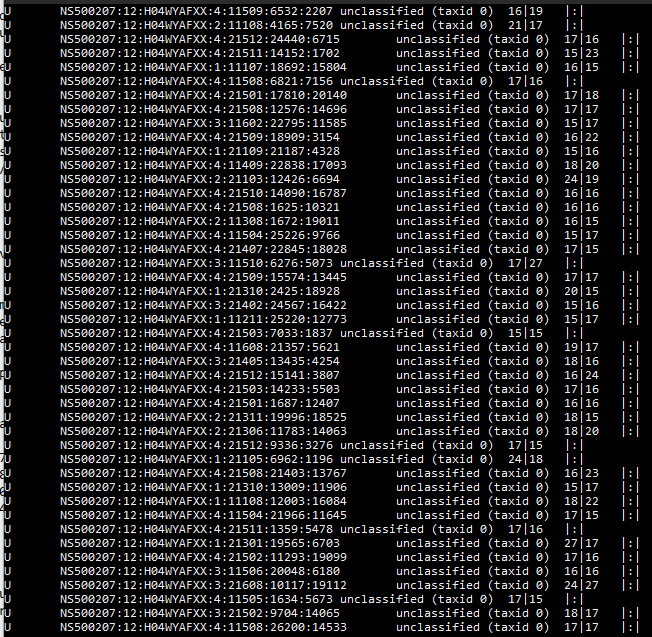 U NS500207:12:H04WYAFXX:4:11509:6532:2207 unclassified (taxid 0) 16|19 |:|
U NS500207:12:H04WYAFXX:2:11108:4165:7520 unclassified (taxid 0) 21|17 |:|
U NS500207:12:H04WYAFXX:4:21512:24440:6715 unclassified (taxid 0) 17|16 |:|
U NS500207:12:H04WYAFXX:4:21511:14152:1702 unclassified (taxid 0) 15|23 |:|
U NS500207:12:H04WYAFXX:1:11107:18692:15804 unclassified (taxid 0) 16|15 |:|
U NS500207:12:H04WYAFXX:4:11508:6821:7156 unclassified (taxid 0) 17|16 |:|
U NS500207:12:H04WYAFXX:4:21501:17810:20140 unclassified (taxid 0) 17|18 |:|
U NS500207:12:H04WYAFXX:4:21508:12576:14696 unclassified (taxid 0) 17|17 |:|
U NS500207:12:H04WYAFXX:3:11602:22795:11585 unclassified (taxid 0) 15|17 |:|
U NS500207:12:H04WYAFXX:4:21509:18909:3154 unclassified (taxid 0) 16|22 |:|
U NS500207:12:H04WYAFXX:1:21109:21187:4328 unclassified (taxid 0) 15|16 |:|
U NS500207:12:H04WYAFXX:4:11409:22838:17093 unclassified (taxid 0) 18|20 |:|
U NS500207:12:H04WYAFXX:2:21103:12426:6694 unclassified (taxid 0) 24|19 |:|
U NS500207:12:H04WYAFXX:4:21510:14090:16787 unclassified (taxid 0) 16|16 |:|
U NS500207:12:H04WYAFXX:4:21508:1625:10321 unclassified (taxid 0) 16|16 |:|
U NS500207:12:H04WYAFXX:2:11308:1672:19011 unclassified (taxid 0) 16|15 |:|
U NS500207:12:H04WYAFXX:4:11504:25226:9766 unclassified (taxid 0) 15|17 |:|
U NS500207:12:H04WYAFXX:4:21407:22845:18028 unclassified (taxid 0) 17|15 |:|
U NS500207:12:H04WYAFXX:3:11510:6276:5073 unclassified (taxid 0) 17|27 |:|
U NS500207:12:H04WYAFXX:4:21509:15574:13445 unclassified (taxid 0) 17|17 |:|
U NS500207:12:H04WYAFXX:1:21310:2425:18928 unclassified (taxid 0) 20|15 |:|
U NS500207:12:H04WYAFXX:3:21402:24567:16422 unclassified (taxid 0) 15|16 |:|
U NS500207:12:H04WYAFXX:1:11211:25220:12773 unclassified (taxid 0) 15|17 |:|
U NS500207:12:H04WYAFXX:4:21503:7033:1837 unclassified (taxid 0) 15|15 |:|
U NS500207:12:H04WYAFXX:4:11608:21357:5621 unclassified (taxid 0) 19|17 |:|
U NS500207:12:H04WYAFXX:3:21405:13435:4254 unclassified (taxid 0) 18|16 |:|
U NS500207:12:H04WYAFXX:4:21512:15141:3807 unclassified (taxid 0) 16|24 |:|
U NS500207:12:H04WYAFXX:4:21503:14233:5503 unclassified (taxid 0) 17|16 |:|
U NS500207:12:H04WYAFXX:4:21501:1687:12407 unclassified (taxid 0) 16|16 |:|
U NS500207:12:H04WYAFXX:2:21311:19996:18525 unclassified (taxid 0) 18|15 |:|
U NS500207:12:H04WYAFXX:2:21306:11783:14063 unclassified (taxid 0) 18|20 |:|
U NS500207:12:H04WYAFXX:4:21512:9336:3276 unclassified (taxid 0) 17|15 |:|
U NS500207:12:H04WYAFXX:1:21105:6962:1196 unclassified (taxid 0) 24|18 |:|
U NS500207:12:H04WYAFXX:4:21508:21403:13767 unclassified (taxid 0) 16|23 |:|
U NS500207:12:H04WYAFXX:1:21310:13009:11906 unclassified (taxid 0) 15|17 |:|
U NS500207:12:H04WYAFXX:1:11108:12003:16084 unclassified (taxid 0) 18|22 |:|
U NS500207:12:H04WYAFXX:4:11504:21966:11645 unclassified (taxid 0) 17|15 |:|
U NS500207:12:H04WYAFXX:4:21511:1359:5478 unclassified (taxid 0) 17|16 |:|
U NS500207:12:H04WYAFXX:1:21301:19565:6703 unclassified (taxid 0) 27|17 |:|
U NS500207:12:H04WYAFXX:4:21502:11293:19099 unclassified (taxid 0) 17|16 |:|
U NS500207:12:H04WYAFXX:3:11506:20048:6180 unclassified (taxid 0) 16|16 |:|
U NS500207:12:H04WYAFXX:3:21608:10117:19112 unclassified (taxid 0) 24|27 |:|
U NS500207:12:H04WYAFXX:4:11505:1634:5673 unclassified (taxid 0) 17|15 |:|
U NS500207:12:H04WYAFXX:3:21502:9704:14065 unclassified (taxid 0) 18|17 |:|
U NS500207:12:H04WYAFXX:4:11508:26200:14533 unclassified (taxid 0) 17|17 |:|